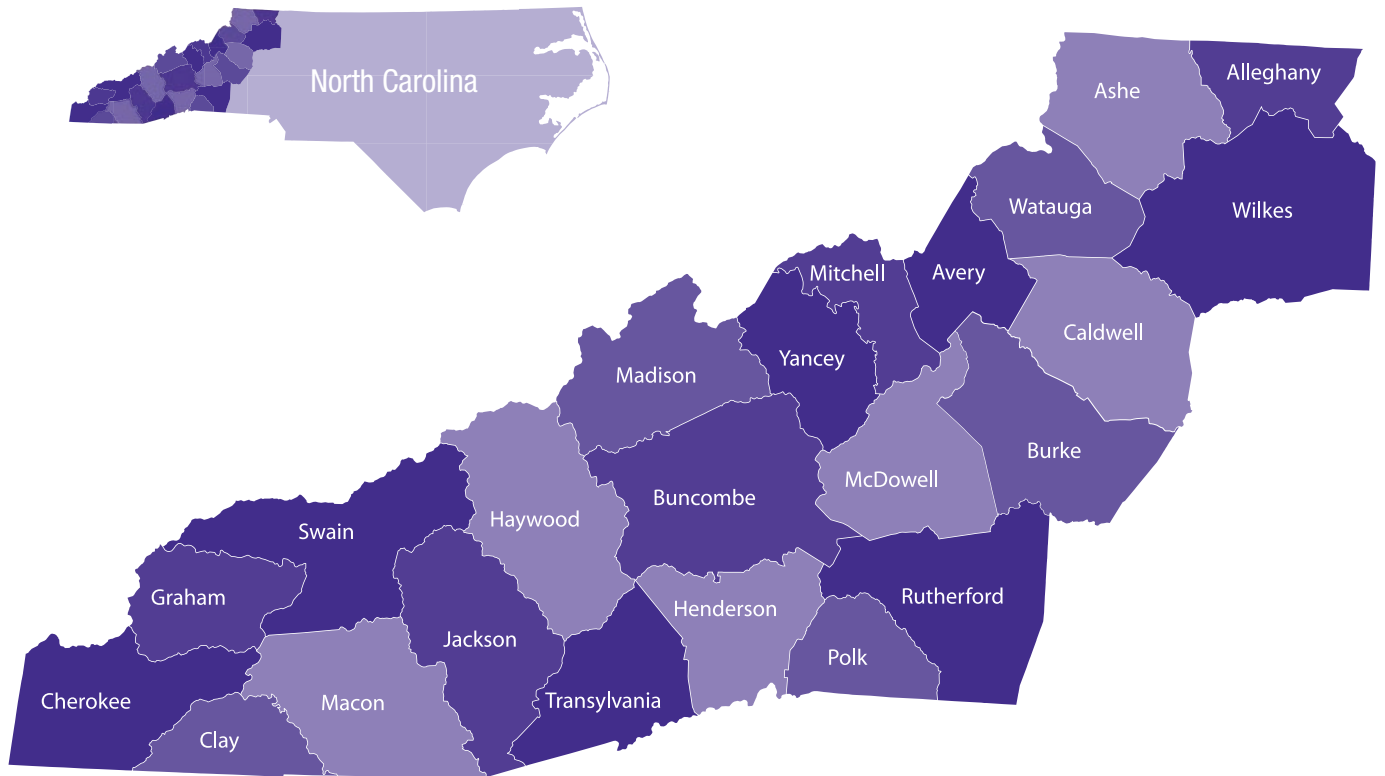 North Carolina
Alleghany
Ashe
Watauga
Wilkes
Mitchell
Avery
Caldwell
Yancey
Madison
Burke
McDowell
Buncombe
Haywood
Swain
Graham
Henderson
Rutherford
Jackson
Polk
Cherokee
Macon
Transylvania
Clay